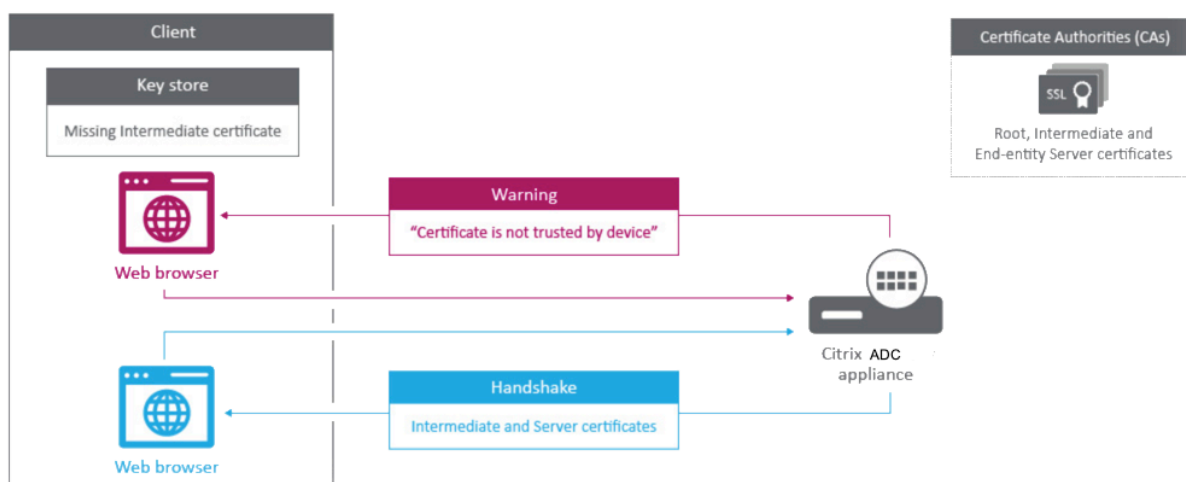 Client
Key store
Missing Intermediate certificate
Web browser
Warning
“Certificate is not trusted by device”
Certificate Authorities (CAs)
SSL
Root, Intermediate and
End-entity Server certificates
Citrix ADC
appliance
Web browser
Handshake
Intermediate and Server certificates